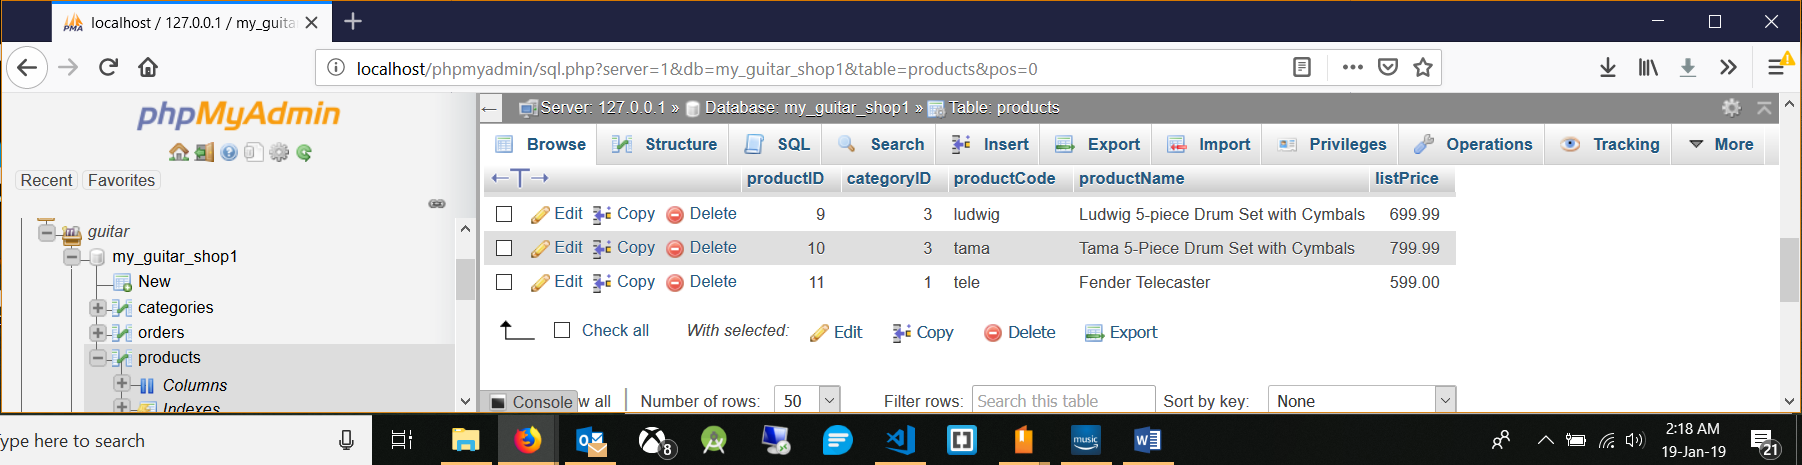 localhost / 127.0.0.1 / my_guita
localhost/phpmyadmin/sql.php?server=1&db=my_guitar_shop1&table=products&pos=0
phpMyAdmin
Recent Favorites
guitar
my_guitar_shop1
New
categories
orders
products
Columns
Indexes
Server: 127.0.0.1 » Database: my_guitar_shop1 » Table: products
Browse Structure SQL Search Insert Export Import Privileges Operations Tracking More
productID categoryID productCode productName listPrice
Edit Copy Delete 9 3 ludwig Ludwig 5-piece Drum Set with Cymbals 699.99
Edit Copy Delete 10 3 tama Tama 5-Piece Drum Set with Cymbals 799.99
Edit Copy Delete 11 1 tele Fender Telecaster 599.00
Check all With selected: Edit Copy Delete Export
Console w all Number of rows: 50 Filter rows: Search this table Sort by key: None
ype here to search
8
music
2:18 AM
19-Jan-19
21